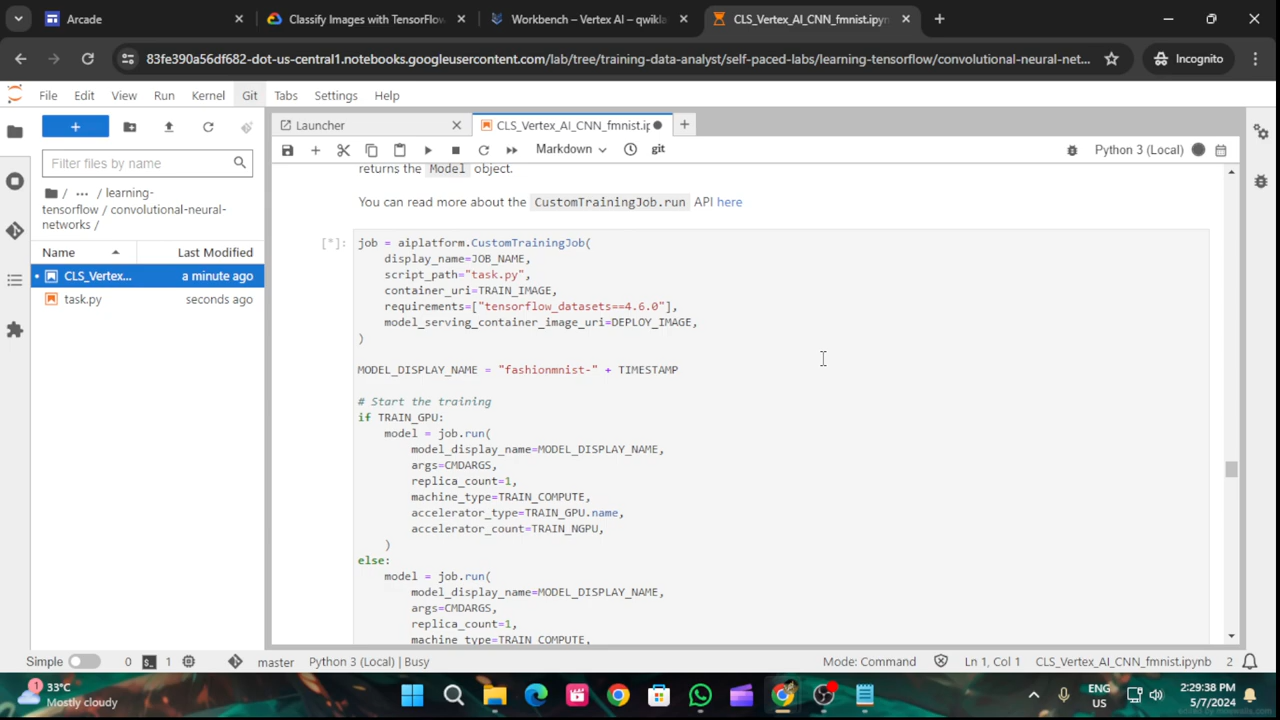 Arcade
Classify Images with TensorFlow
Workbench – Vertex AI – qwikla
CLS_Vertex_AI_CNN_fmnist.ipyn
83fe390a56df682-dot-us-central1.notebooks.googleusercontent.com/lab/tree/training-data-analyst/self-paced-labs/learning-tensorflow/convolutional-neural-net...
Incognito
File Edit View Run Kernel Git Tabs Settings Help
Launcher
CLS_Vertex_AI_CNN_fmnist.ip
Markdown
git
Python 3 (Local)
Filter files by name
/ ... / learning-
tensorflow / convolutional-neural-
networks /
Name Last Modified
CLS_Vertex... a minute ago
task.py seconds ago
returns the Model object.
You can read more about the CustomTrainingJob.run API here
[*]: job = aiplatform.CustomTrainingJob(
display_name=JOB_NAME,
script_path="task.py",
container_uri=TRAIN_IMAGE,
requirements=["tensorflow_datasets==4.6.0"],
model_serving_container_image_uri=DEPLOY_IMAGE,
)
MODEL_DISPLAY_NAME = "fashionmnist-" + TIMESTAMP
# Start the training
if TRAIN_GPU:
model = job.run(
model_display_name=MODEL_DISPLAY_NAME,
args=CMDARGS,
replica_count=1,
machine_type=TRAIN_COMPUTE,
accelerator_type=TRAIN_GPU.name,
accelerator_count=TRAIN_NGPU,
)
else:
model = job.run(
model_display_name=MODEL_DISPLAY_NAME,
args=CMDARGS,
replica_count=1,
machine_type=TRAIN_COMPUTE,
Simple 0 1 master Python 3 (Local) | Busy
Mode: Command Ln 1, Col 1 CLS_Vertex_AI_CNN_fmnist.ipynb 2
1
33°C
Mostly cloudy
ENG
US
2:29:38 PM
5/7/2024